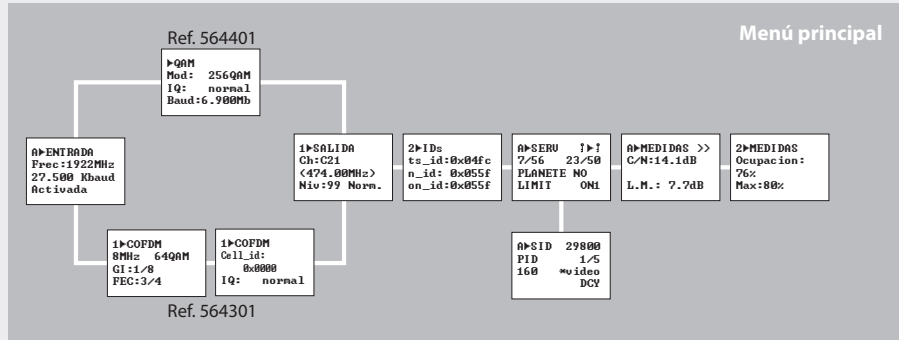 Menú principal
Ref. 564401
►QAM
Mod: 256QAM
IQ: normal
Baud:6.900Mb
A►ENTRADA
Frec:1922MHz
27.500 Kbaud
Activada
1►COFDM
8MHz 64QAM
GI:1/8
FEC:3/4
1►COFDM
Cell_id:
0x0000
IQ: normal
Ref. 564301
1►SALIDA
Ch:C21
(474.00MHz)
Niv:99 Norm.
2►IDs
ts_id:0x04fc
n_id: 0x055f
on_id:0x055f
A►SERV ⁞►⁞
7/56 23/50
PLANETE NO
LIMIT ON1
A►SID 29800
PID 1/5
160 *video
DCY
A►MEDIDAS >>
C/N:14.1dB
L.M.: 7.7dB
2►MEDIDAS
Ocupacion:
76%
Max:80%